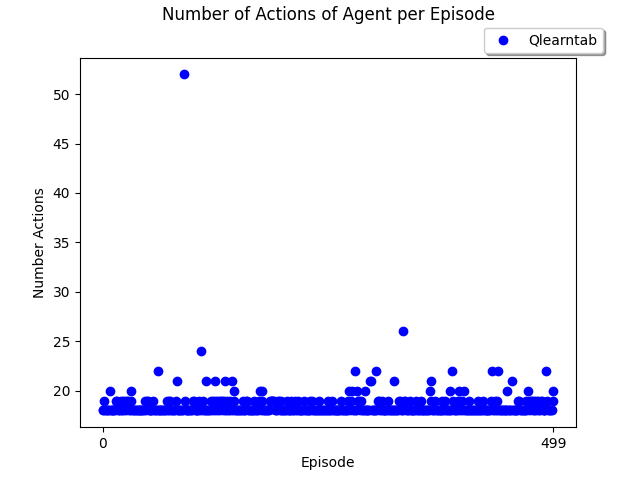 Number of Actions of Agent per Episode
Qlearntab
Number Actions
50
45
40
35
30
25
20
0
499
Episode